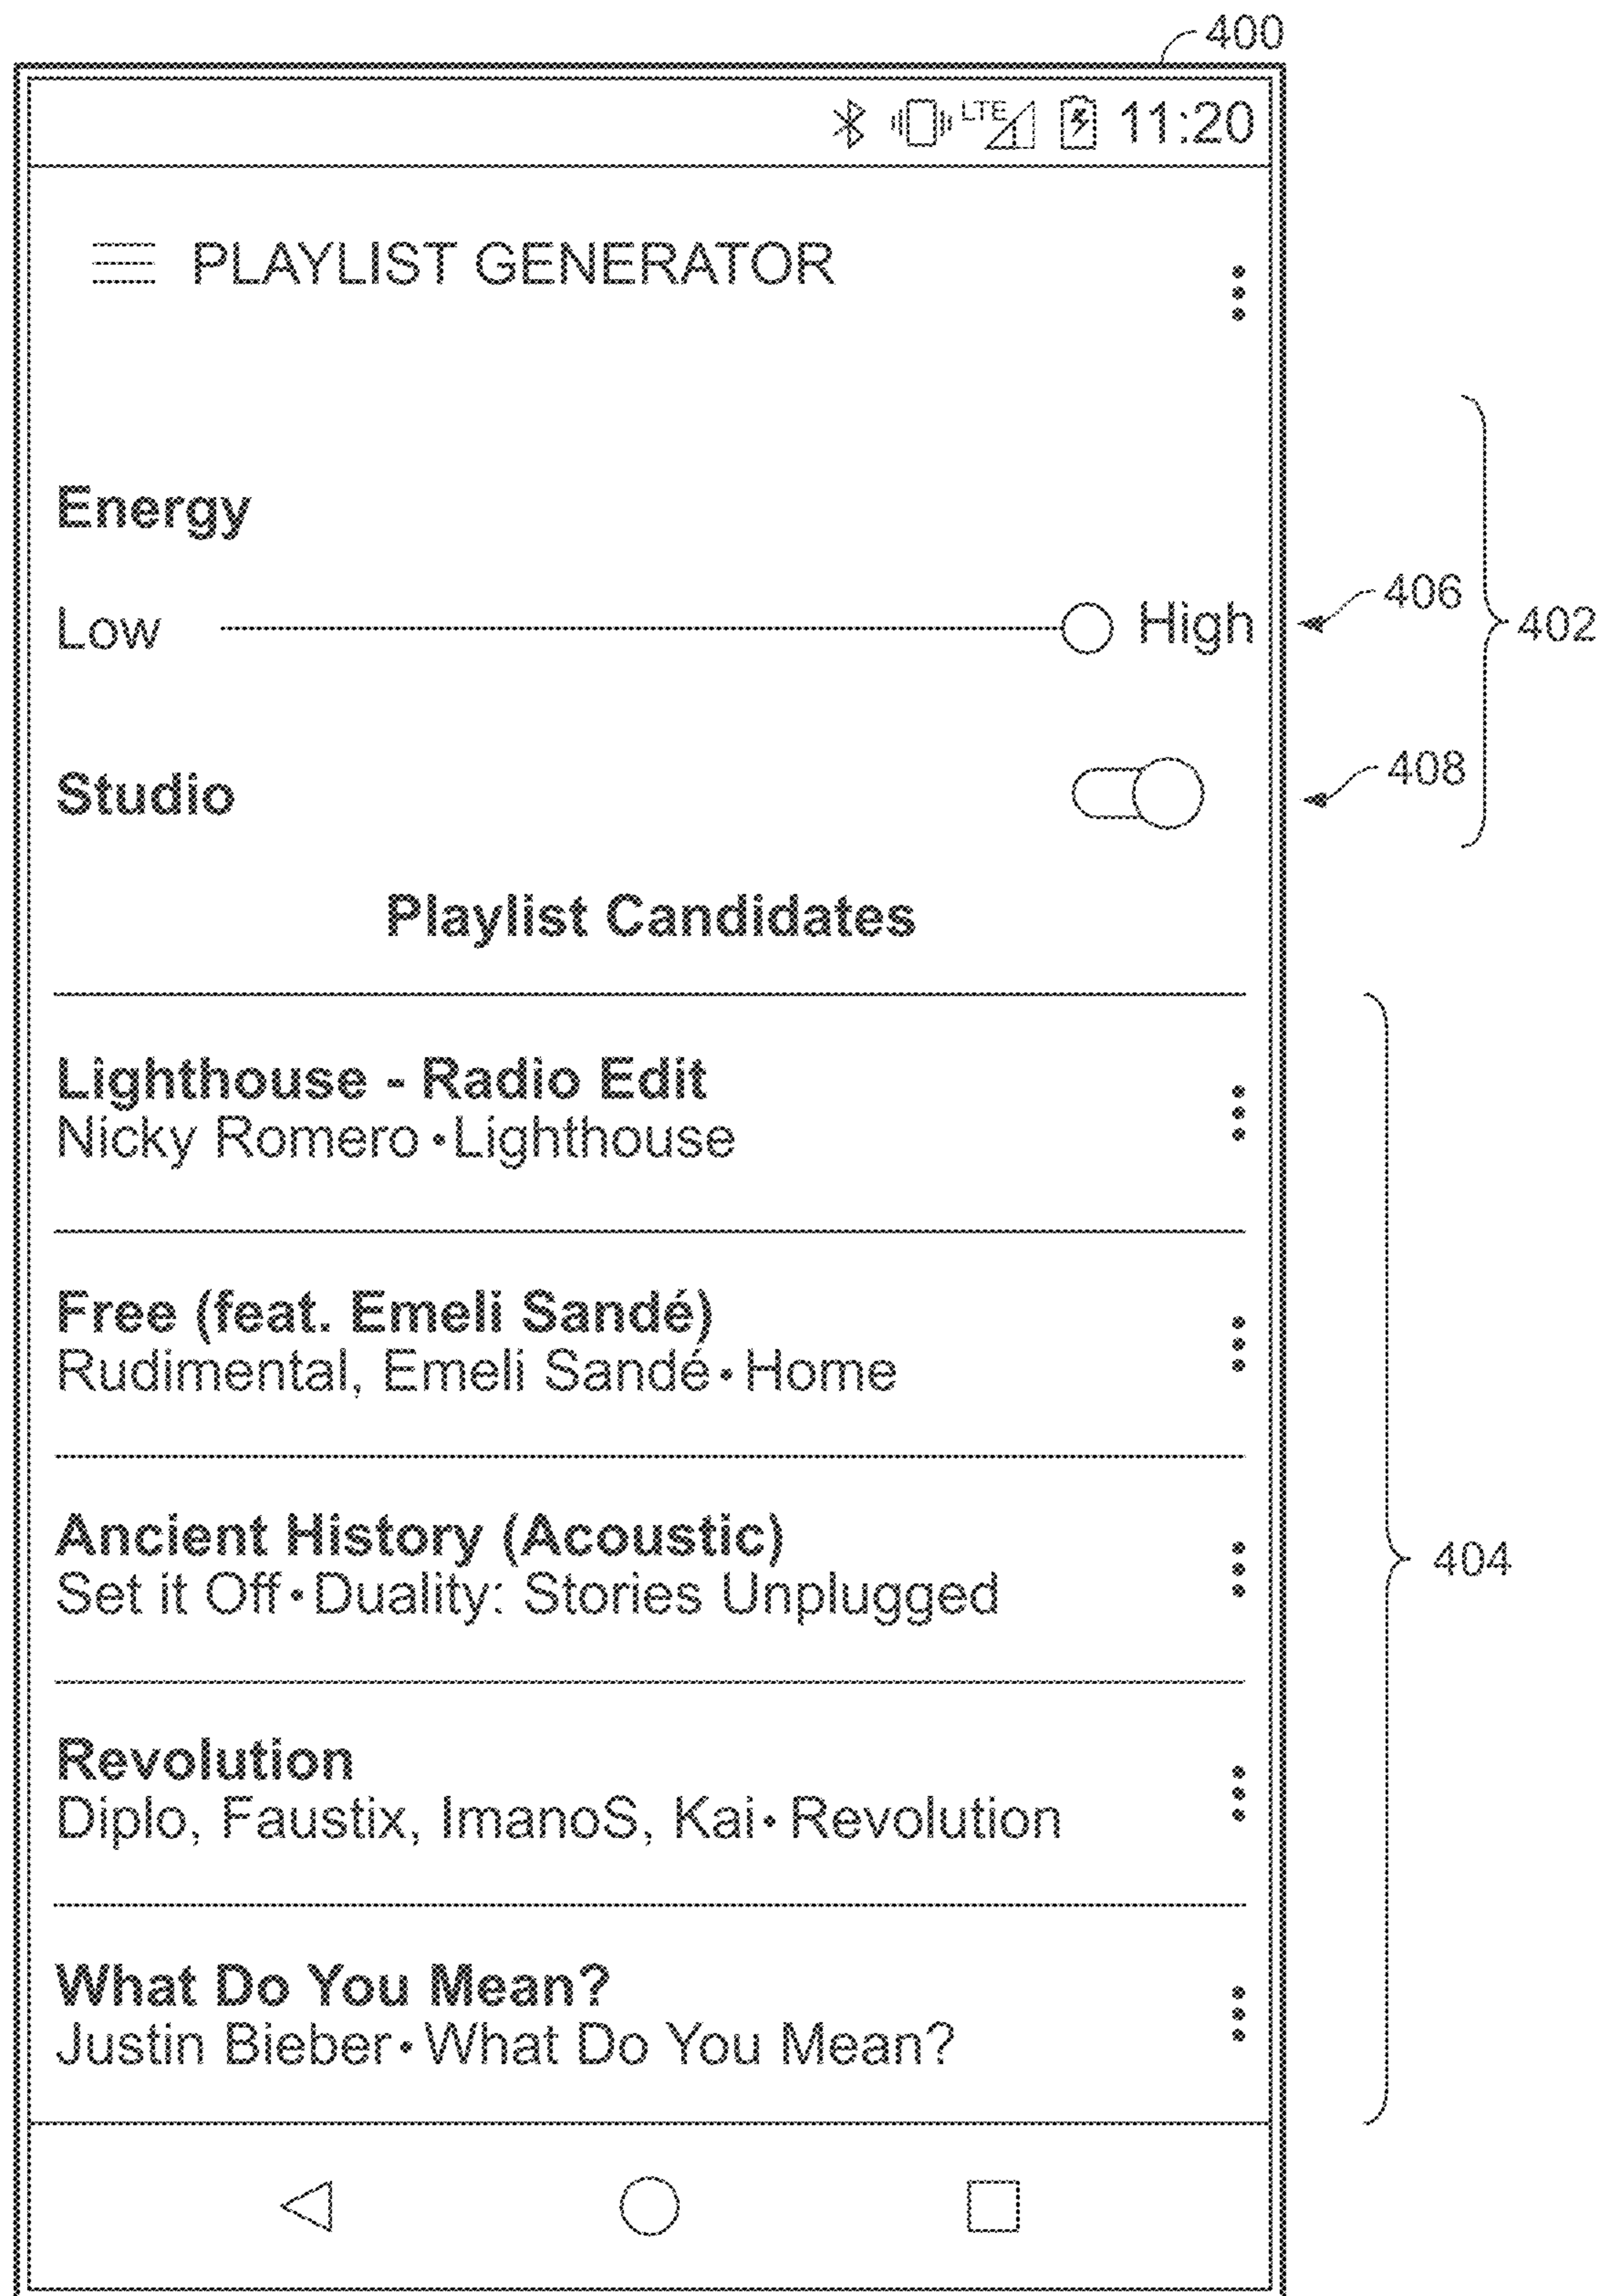 400
LTE 11:20
PLAYLIST GENERATOR
Energy
Low High
406
402
Studio
408
Playlist Candidates
Lighthouse - Radio Edit
Nicky Romero • Lighthouse
Free (feat. Emeli Sandé)
Rudimental, Emeli Sandé • Home
Ancient History (Acoustic)
Set it Off • Duality: Stories Unplugged
404
Revolution
Diplo, Faustix, ImanoS, Kai • Revolution
What Do You Mean?
Justin Bieber • What Do You Mean?